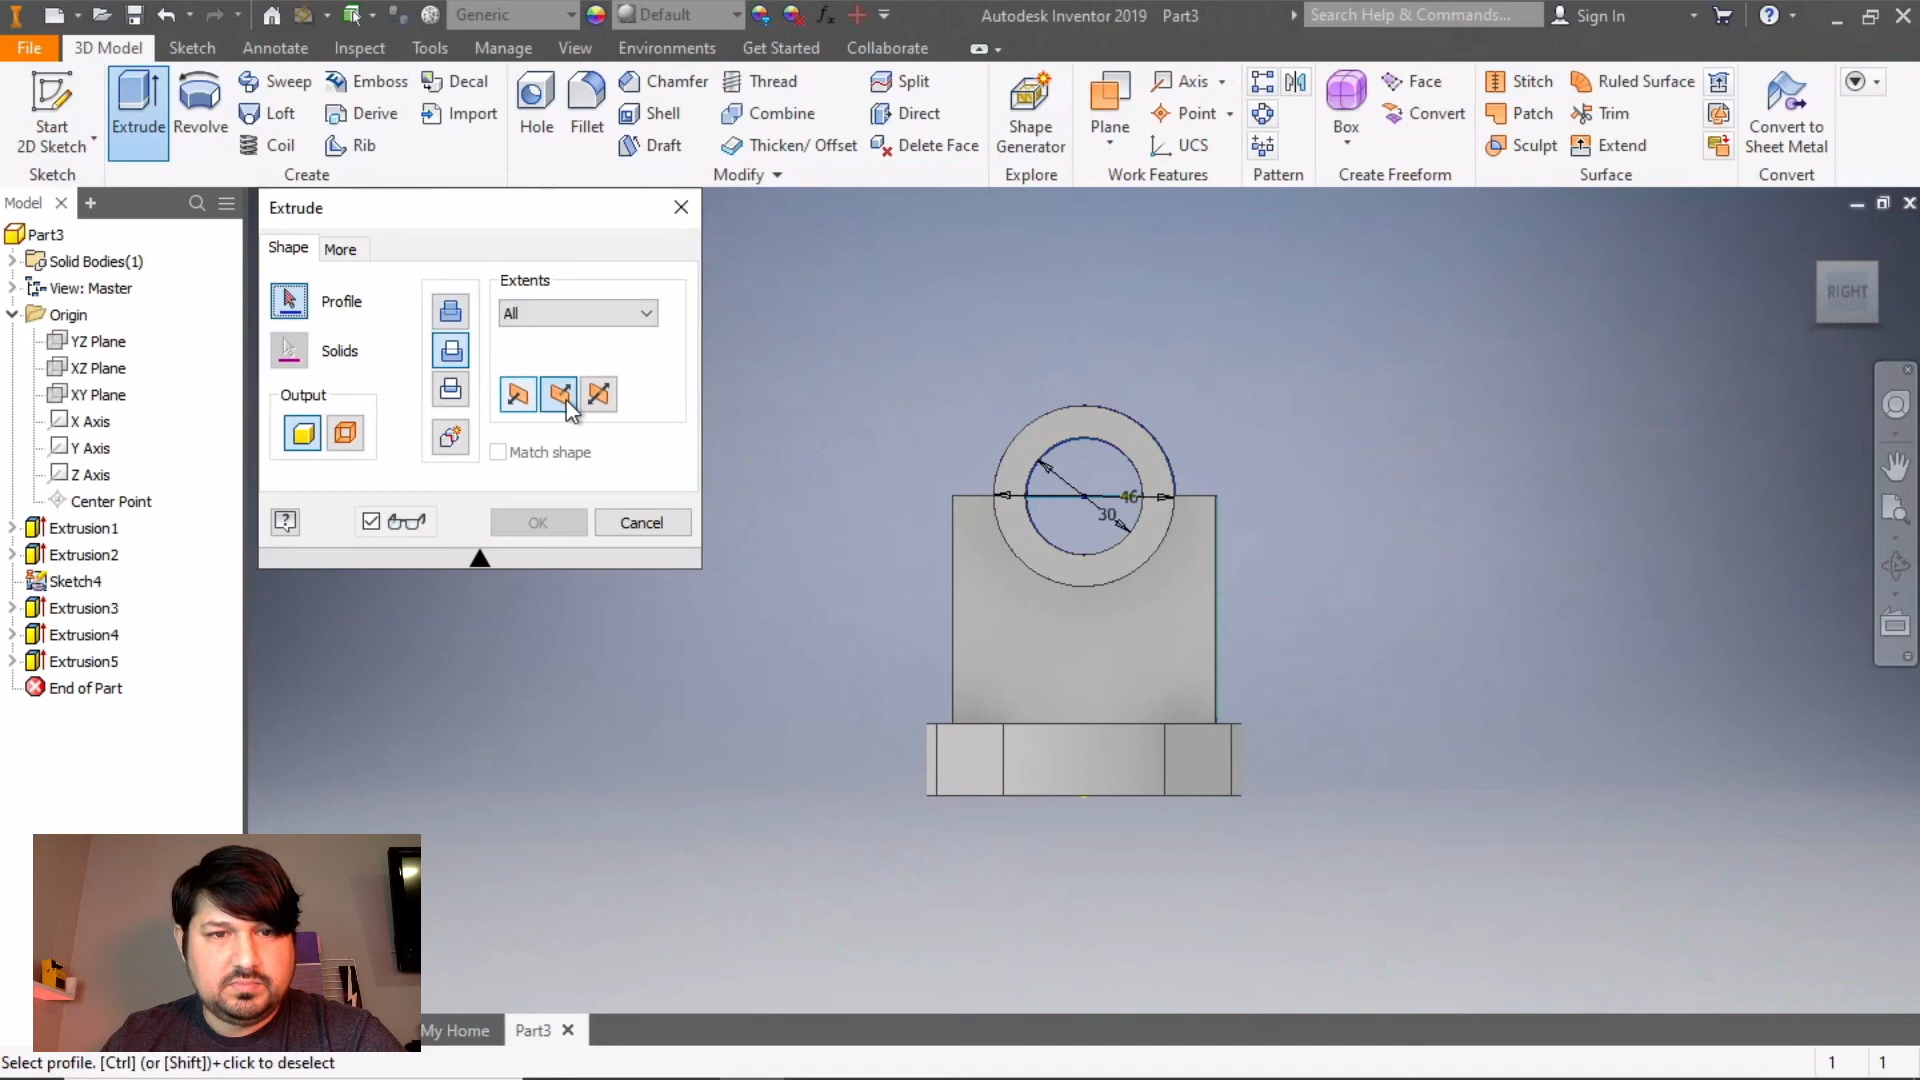 Generic
Default
Autodesk Inventor 2019 Part3
Search Help & Commands...
Sign In
File
3D Model
Sketch
Annotate
Inspect
Tools
Manage
View
Environments
Get Started
Collaborate
Start
2D Sketch
Sketch
Extrude
Revolve
Sweep
Loft
Coil
Emboss
Derive
Rib
Decal
Import
Create
Hole
Fillet
Chamfer
Shell
Draft
Thread
Combine
Thicken/ Offset
Split
Direct
Delete Face
Modify
Shape
Generator
Explore
Plane
Axis
Point
UCS
Work Features
Pattern
Box
Face
Convert
Create Freeform
Stitch
Patch
Sculpt
Ruled Surface
Trim
Extend
Surface
Convert to
Sheet Metal
Convert
Model
Part3
Solid Bodies(1)
View: Master
Origin
YZ Plane
XZ Plane
XY Plane
X Axis
Y Axis
Z Axis
Center Point
Extrusion1
Extrusion2
Sketch4
Extrusion3
Extrusion4
Extrusion5
End of Part
Extrude
Shape
More
Profile
Solids
Output
Extents
All
Match shape
OK
Cancel
RIGHT
46
30
My Home
Part3
Select profile. [Ctrl] (or [Shift])+click to deselect
1
1